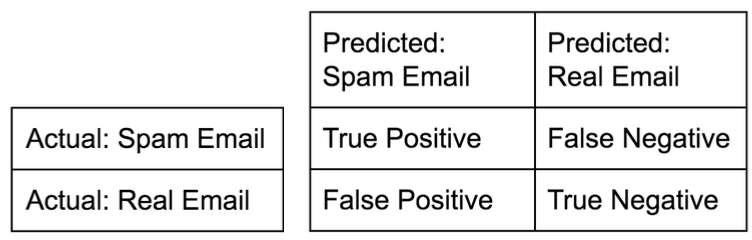 Predicted:
Spam Email
Predicted:
Real Email
Actual: Spam Email
True Positive
False Negative
Actual: Real Email
False Positive
True Negative